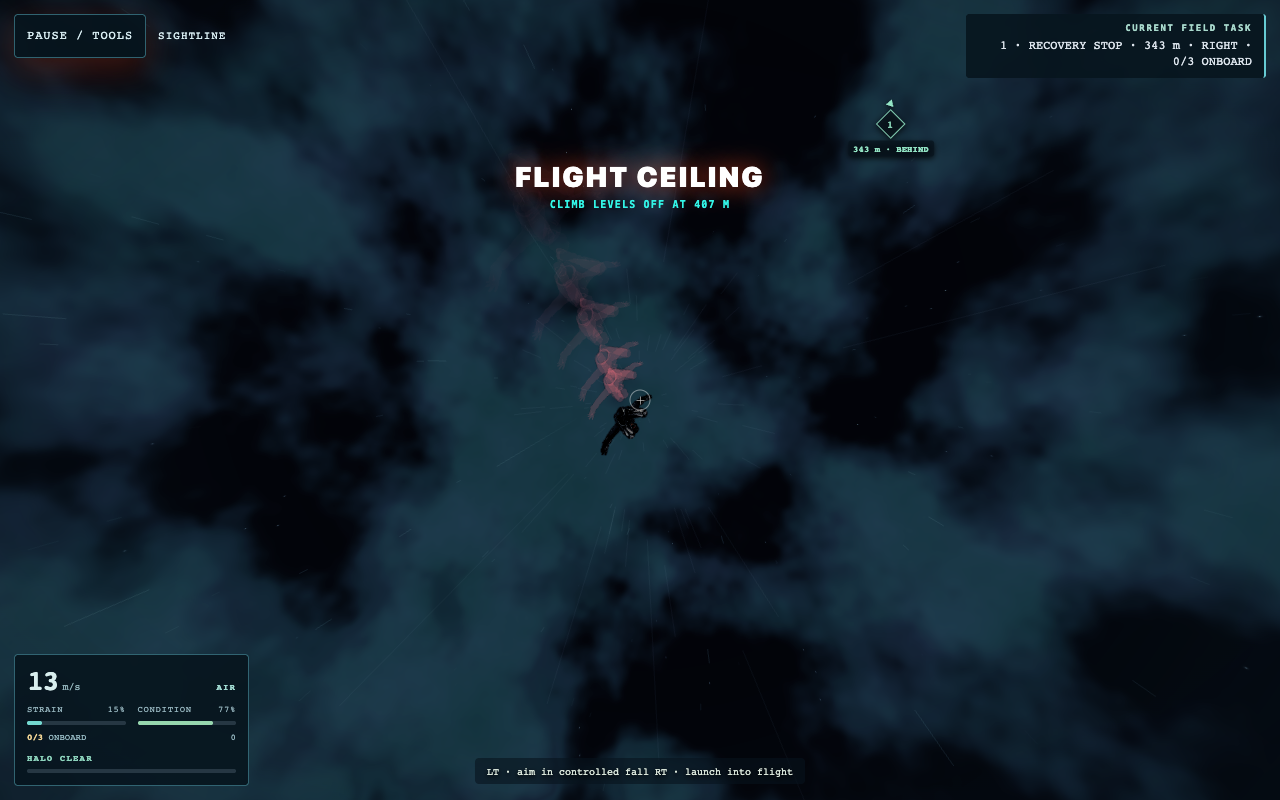 PAUSE / TOOLS
SIGHTLINE
CURRENT FIELD TASK
1 · RECOVERY STOP · 343 m · RIGHT ·
0/3 ONBOARD
1
343 m · BEHIND
FLIGHT CEILING
CLIMB LEVELS OFF AT 407 M
13 m/s
AIR
STRAIN 15% CONDITION 77%
0/3 ONBOARD 0
HALO CLEAR
LT · aim in controlled fall RT · launch into flight